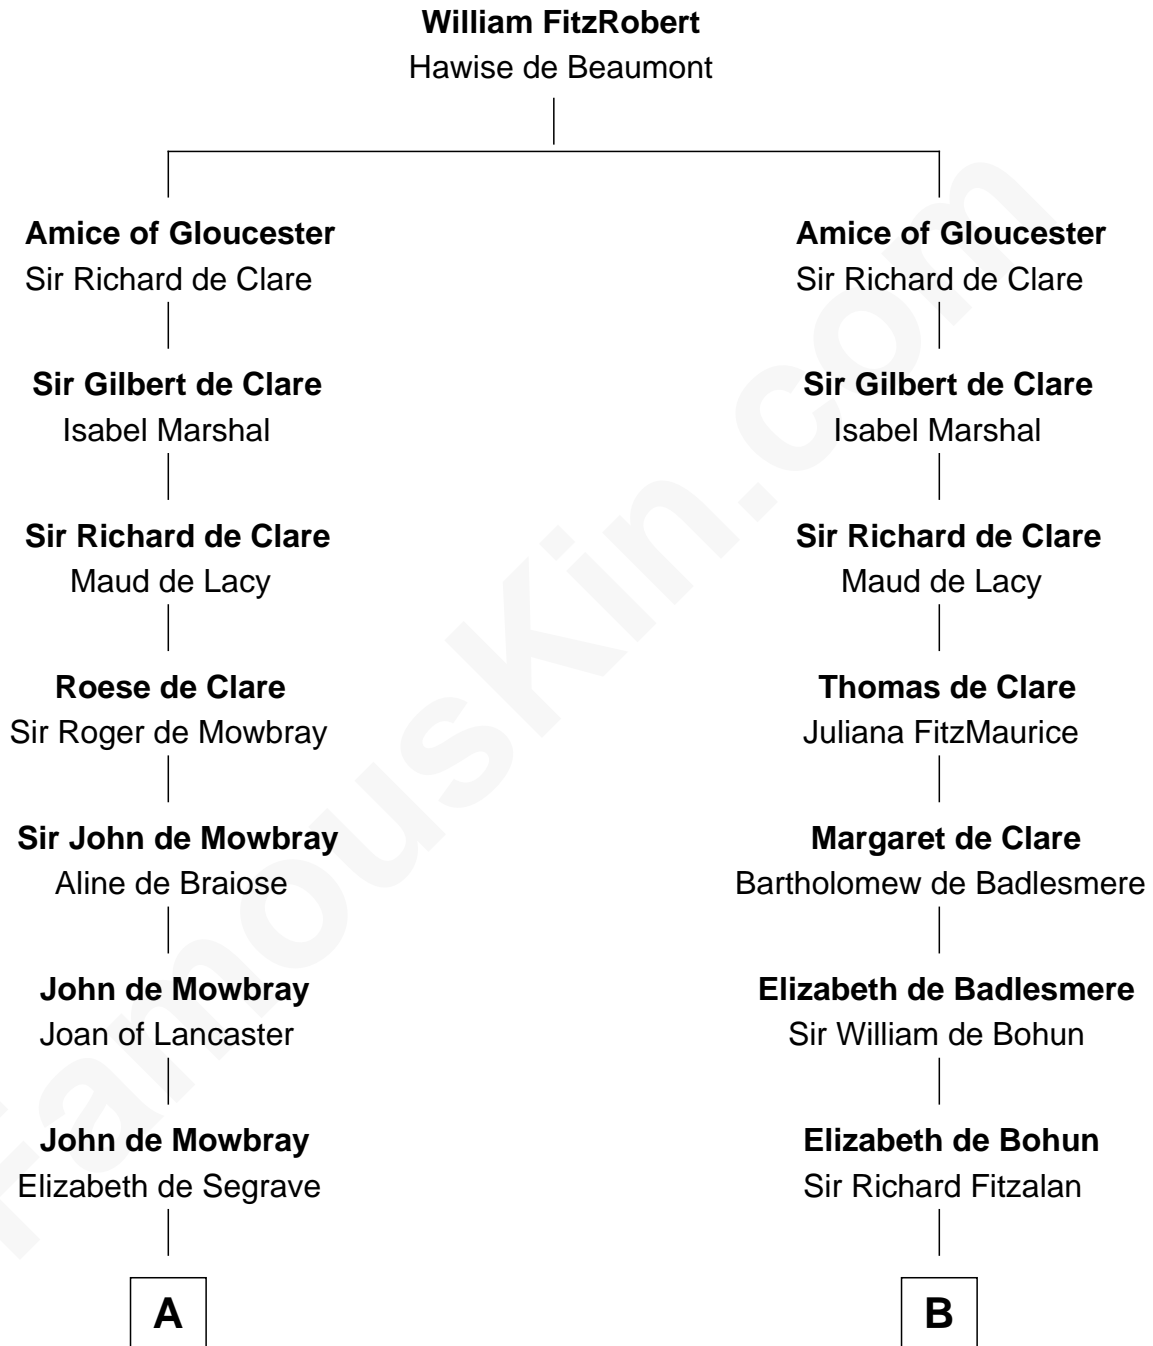 William FitzRobert
Hawise de Beaumont
Amice of Gloucester
Sir Richard de Clare
Amice of Gloucester
Sir Richard de Clare
Sir Gilbert de Clare
Isabel Marshal
Sir Gilbert de Clare
Isabel Marshal
Sir Richard de Clare
Maud de Lacy
Sir Richard de Clare
Maud de Lacy
Roese de Clare
Sir Roger de Mowbray
Thomas de Clare
Juliana FitzMaurice
Sir John de Mowbray
Aline de Braiose
Margaret de Clare
Bartholomew de Badlesmere
John de Mowbray
Joan of Lancaster
Elizabeth de Badlesmere
Sir William de Bohun
John de Mowbray
Elizabeth de Segrave
Elizabeth de Bohun
Sir Richard Fitzalan
A
B
FamousKin.com